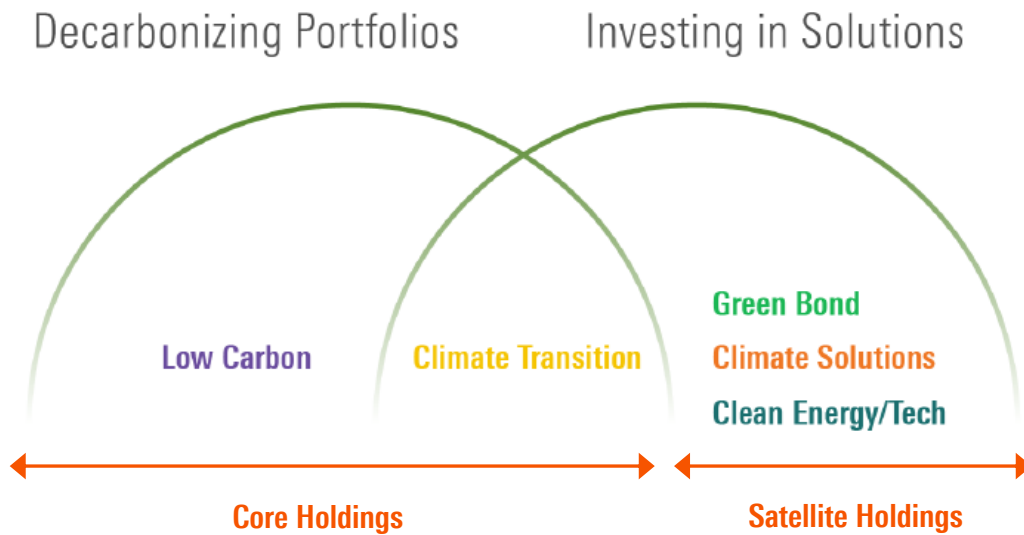 Decarbonizing Portfolios
Investing in Solutions
Green Bond
Low Carbon
Climate Transition
Climate Solutions
Clean Energy/Tech
Core Holdings
Satellite Holdings